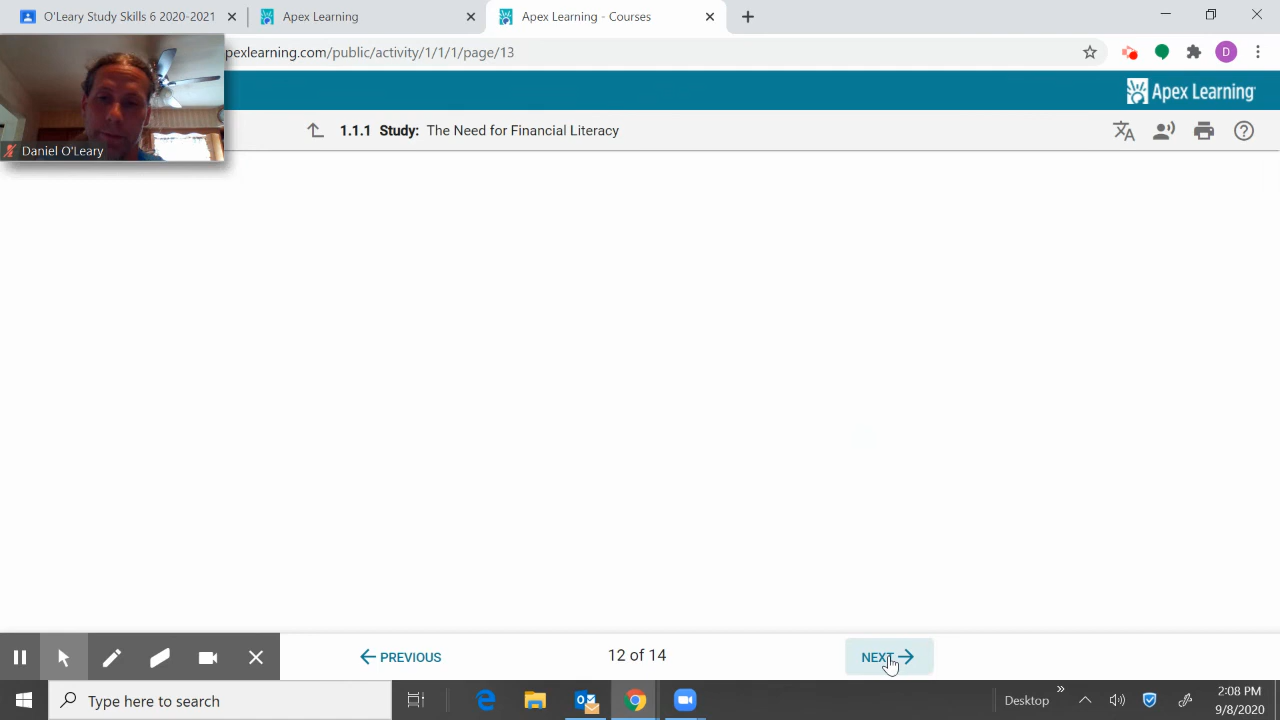 O'Leary Study Skills 6 2020-2021
Apex Learning
Apex Learning - Courses
pexlearning.com/public/activity/1/1/1/page/13
D
Apex Learning
1.1.1 Study: The Need for Financial Literacy
Daniel O'Leary
PREVIOUS
12 of 14
NEXT
Type here to search
Desktop
2:08 PM
9/8/2020